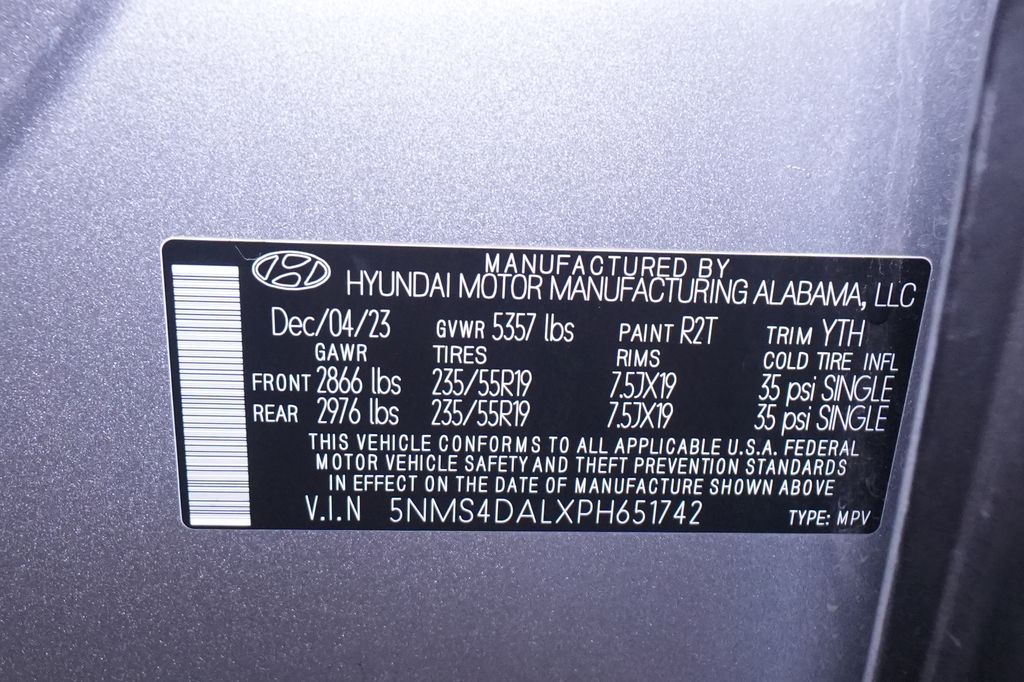 MANUFACTURED BY
HYUNDAI MOTOR MANUFACTURING ALABAMA, LLC
Dec/04/23 GVWR 5357 lbs PAINT R2T TRIM YTH
GAWR TIRES RIMS COLD TIRE INFL
FRONT 2866 lbs 235/55R19 7.5JX19 35 psi SINGLE
REAR 2976 lbs 235/55R19 7.5JX19 35 psi SINGLE
THIS VEHICLE CONFORMS TO ALL APPLICABLE U.S.A. FEDERAL
MOTOR VEHICLE SAFETY AND THEFT PREVENTION STANDARDS
IN EFFECT ON THE DATE OF MANUFACTURE SHOWN ABOVE
V.I.N 5NMS4DALXPH651742 TYPE: MPV